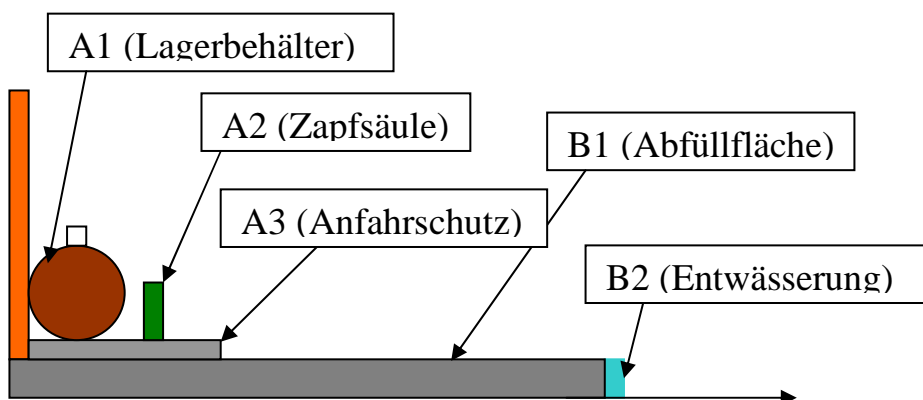 A1 (Lagerbehälter)
A2 (Zapfsäule)
B1 (Abfüllfläche)
A3 (Anfahrschutz)
B2 (Entwässerung)